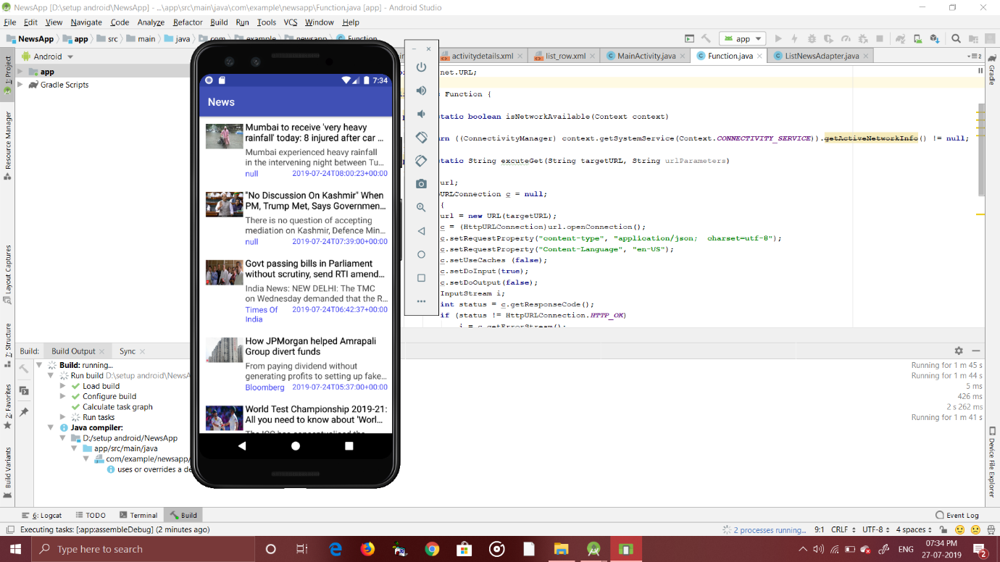 NewsApp [D:\setup android\NewsApp] - ...\app\src\main\java\com\example\newsapp\Function.java [app] - Android Studio
File Edit View Navigate Code Analyze Refactor Build Run Tools VCS Window Help
NewsApp app src main java com example newsapp Function app
Android activitydetails.xml list_row.xml MainActivity.java Function.java ListNewsAdapter.java 2
app
Gradle Scripts
1: Project
Resource Manager
Layout Captures
7: Structure
2: Favorites
Build Variants
Gradle
Device File Explorer
7:34
News
Mumbai to receive 'very heavy
rainfall' today: 8 injured after car ...
Mumbai experienced heavy rainfall
in the intervening night between Tu...
null 2019-07-24T08:00:23+00:00
"No Discussion On Kashmir" When
PM, Trump Met, Says Governmen...
There is no question of accepting
mediation on Kashmir, Defence Min...
null 2019-07-24T07:39:00+00:00
Govt passing bills in Parliament
without scrutiny, send RTI amend...
India News: NEW DELHI: The TMC
on Wednesday demanded that the R...
Times Of 2019-07-24T06:42:37+00:00
India
How JPMorgan helped Amrapali
Group divert funds
From paying dividend without
generating profits to setting up fake...
Bloomberg 2019-07-24T05:37:00+00:00
World Test Championship 2019-21:
All you need to know about 'Worl...
net.URL;
Function {
static boolean isNetworkAvailable(Context context)
rn ((ConnectivityManager) context.getSystemService(Context.CONNECTIVITY_SERVICE)).getActiveNetworkInfo() != null;
static String excuteGet(String targetURL, String urlParameters)
url;
URLConnection c = null;
{
url = new URL(targetURL);
c = (HttpURLConnection)url.openConnection();
c.setRequestProperty("content-type", "application/json;  charset=utf-8");
c.setRequestProperty("Content-Language", "en-US");
c.setUseCaches (false);
c.setDoInput(true);
c.setDoOutput(false);
InputStream i;
int status = c.getResponseCode();
if (status != HttpURLConnection.HTTP_OK)
i = c.getErrorStream();
Build: Build Output Sync
Build: running... Running for 1 m 45 s
Run build D:\setup android\NewsA Running for 1 m 44 s
Load build 5 ms
Configure build 426 ms
Calculate task graph 2 s 262 ms
Run tasks Running for 1 m 41 s
Java compiler:
D:/setup android/NewsApp
app/src/main/java
com/example/newsapp/
uses or overrides a de
6: Logcat TODO Terminal Build Event Log
Executing tasks: [:app:assembleDebug] (2 minutes ago) 2 processes running... 9:1 CRLF UTF-8 4 spaces
Type here to search ENG 07:34 PM
27-07-2019 2